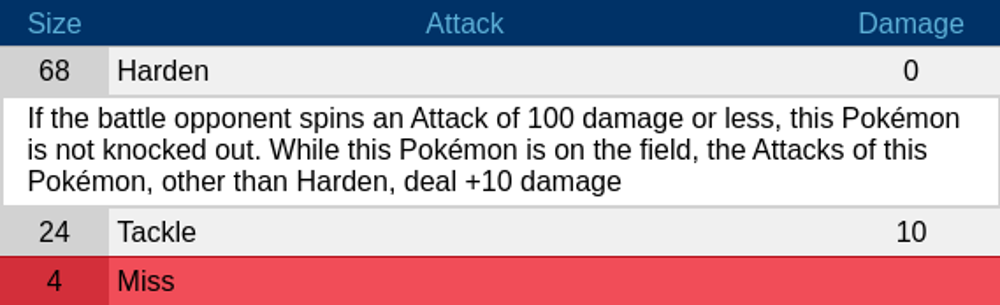 Size Attack Damage
68 Harden 0
If the battle opponent spins an Attack of 100 damage or less, this Pokémon
is not knocked out. While this Pokémon is on the field, the Attacks of this
Pokémon, other than Harden, deal +10 damage
24 Tackle 10
4 Miss